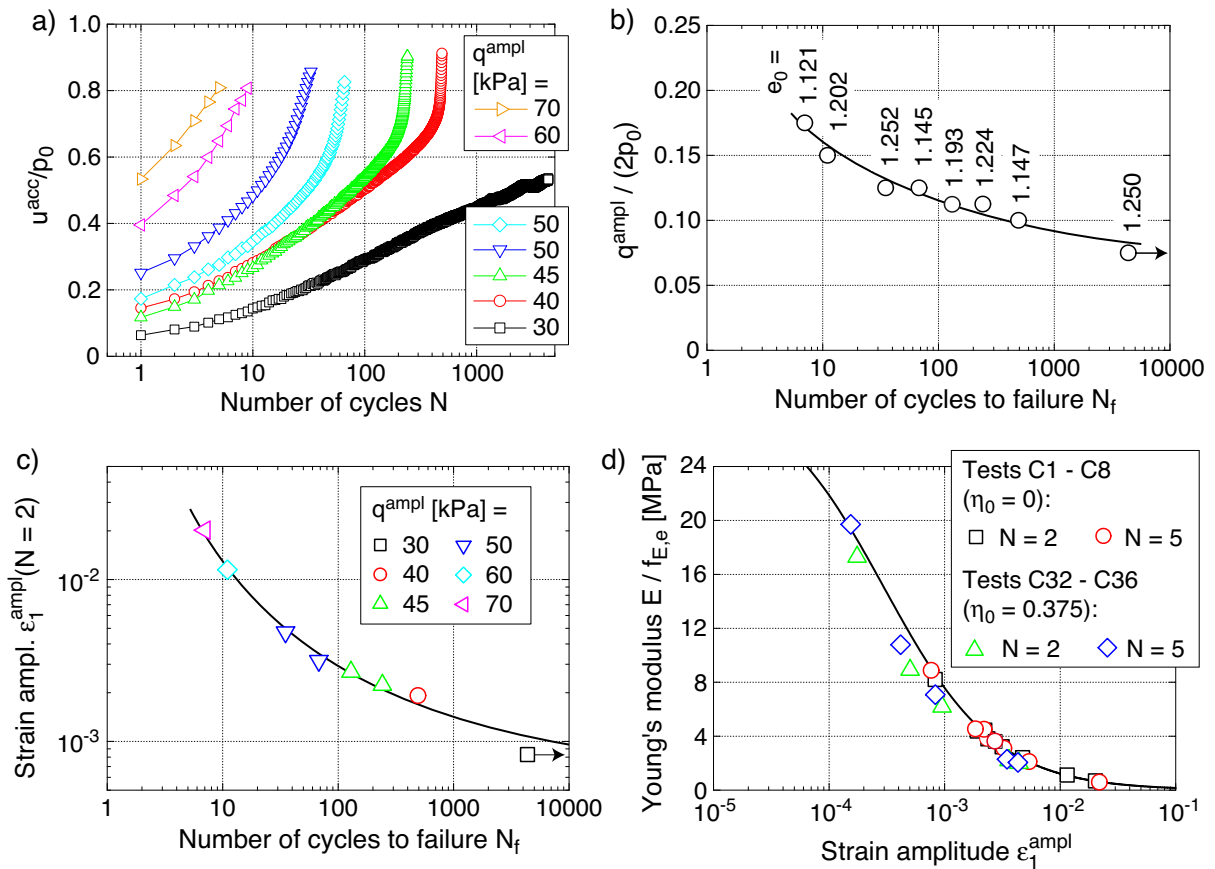 a)
1.0
0.8
0.6
0.4
0.2
0
u^acc/p_0
1
10
100
1000
Number of cycles N
q^ampl
[kPa] =
70
60
50
50
45
40
30
b)
0.25
0.20
0.15
0.10
0.05
0.00
q^ampl / (2p_0)
e_0 =
1.121
1.202
1.252
1.145
1.193
1.224
1.147
1.250
1
10
100
1000
10000
Number of cycles to failure N_f
c)
10^-2
10^-3
Strain ampl. ε_1^ampl(N = 2)
q^ampl [kPa] =
30
50
40
60
45
70
1
10
100
1000
10000
Number of cycles to failure N_f
d)
24
20
16
12
8
4
0
Young's modulus E / f_E,e [MPa]
Tests C1 - C8
(η_0 = 0):
N = 2
N = 5
Tests C32 - C36
(η_0 = 0.375):
N = 2
N = 5
10^-5
10^-4
10^-3
10^-2
10^-1
Strain amplitude ε_1^ampl